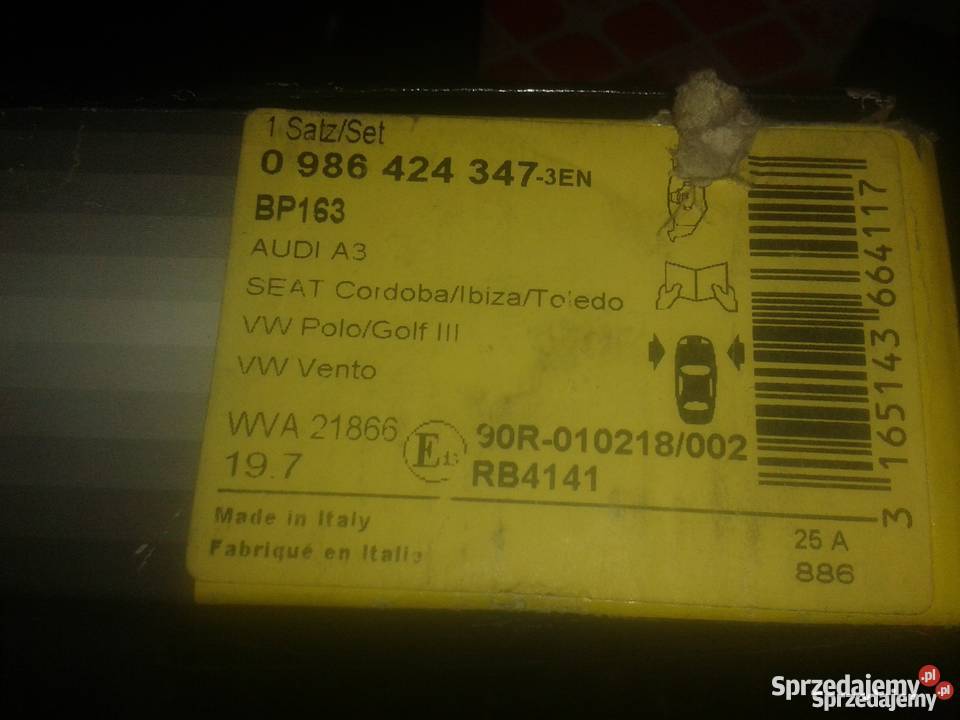 1 Satz/Set
0 986 424 347-3EN
BP163
AUDI A3
SEAT Cordoba/Ibiza/Toledo
VW Polo/Golf III
VW Vento
WVA 21866
19.7
E
90R-010218/002
RB4141
Made in Italy
Fabriqué en Italie
3 165143 664117
25 A
886
Sprzedajemy.pl
Sprzedajemy.pl